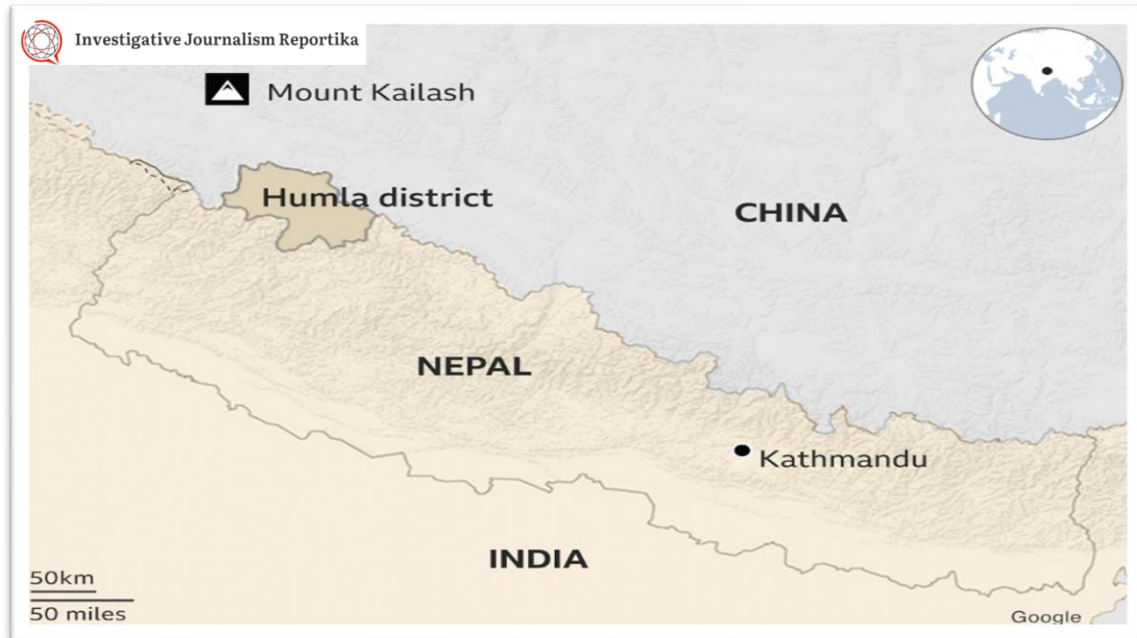 Investigative Journalism Reportika
Mount Kailash
Humla district
CHINA
NEPAL
Kathmandu
INDIA
50km
50 miles
Google